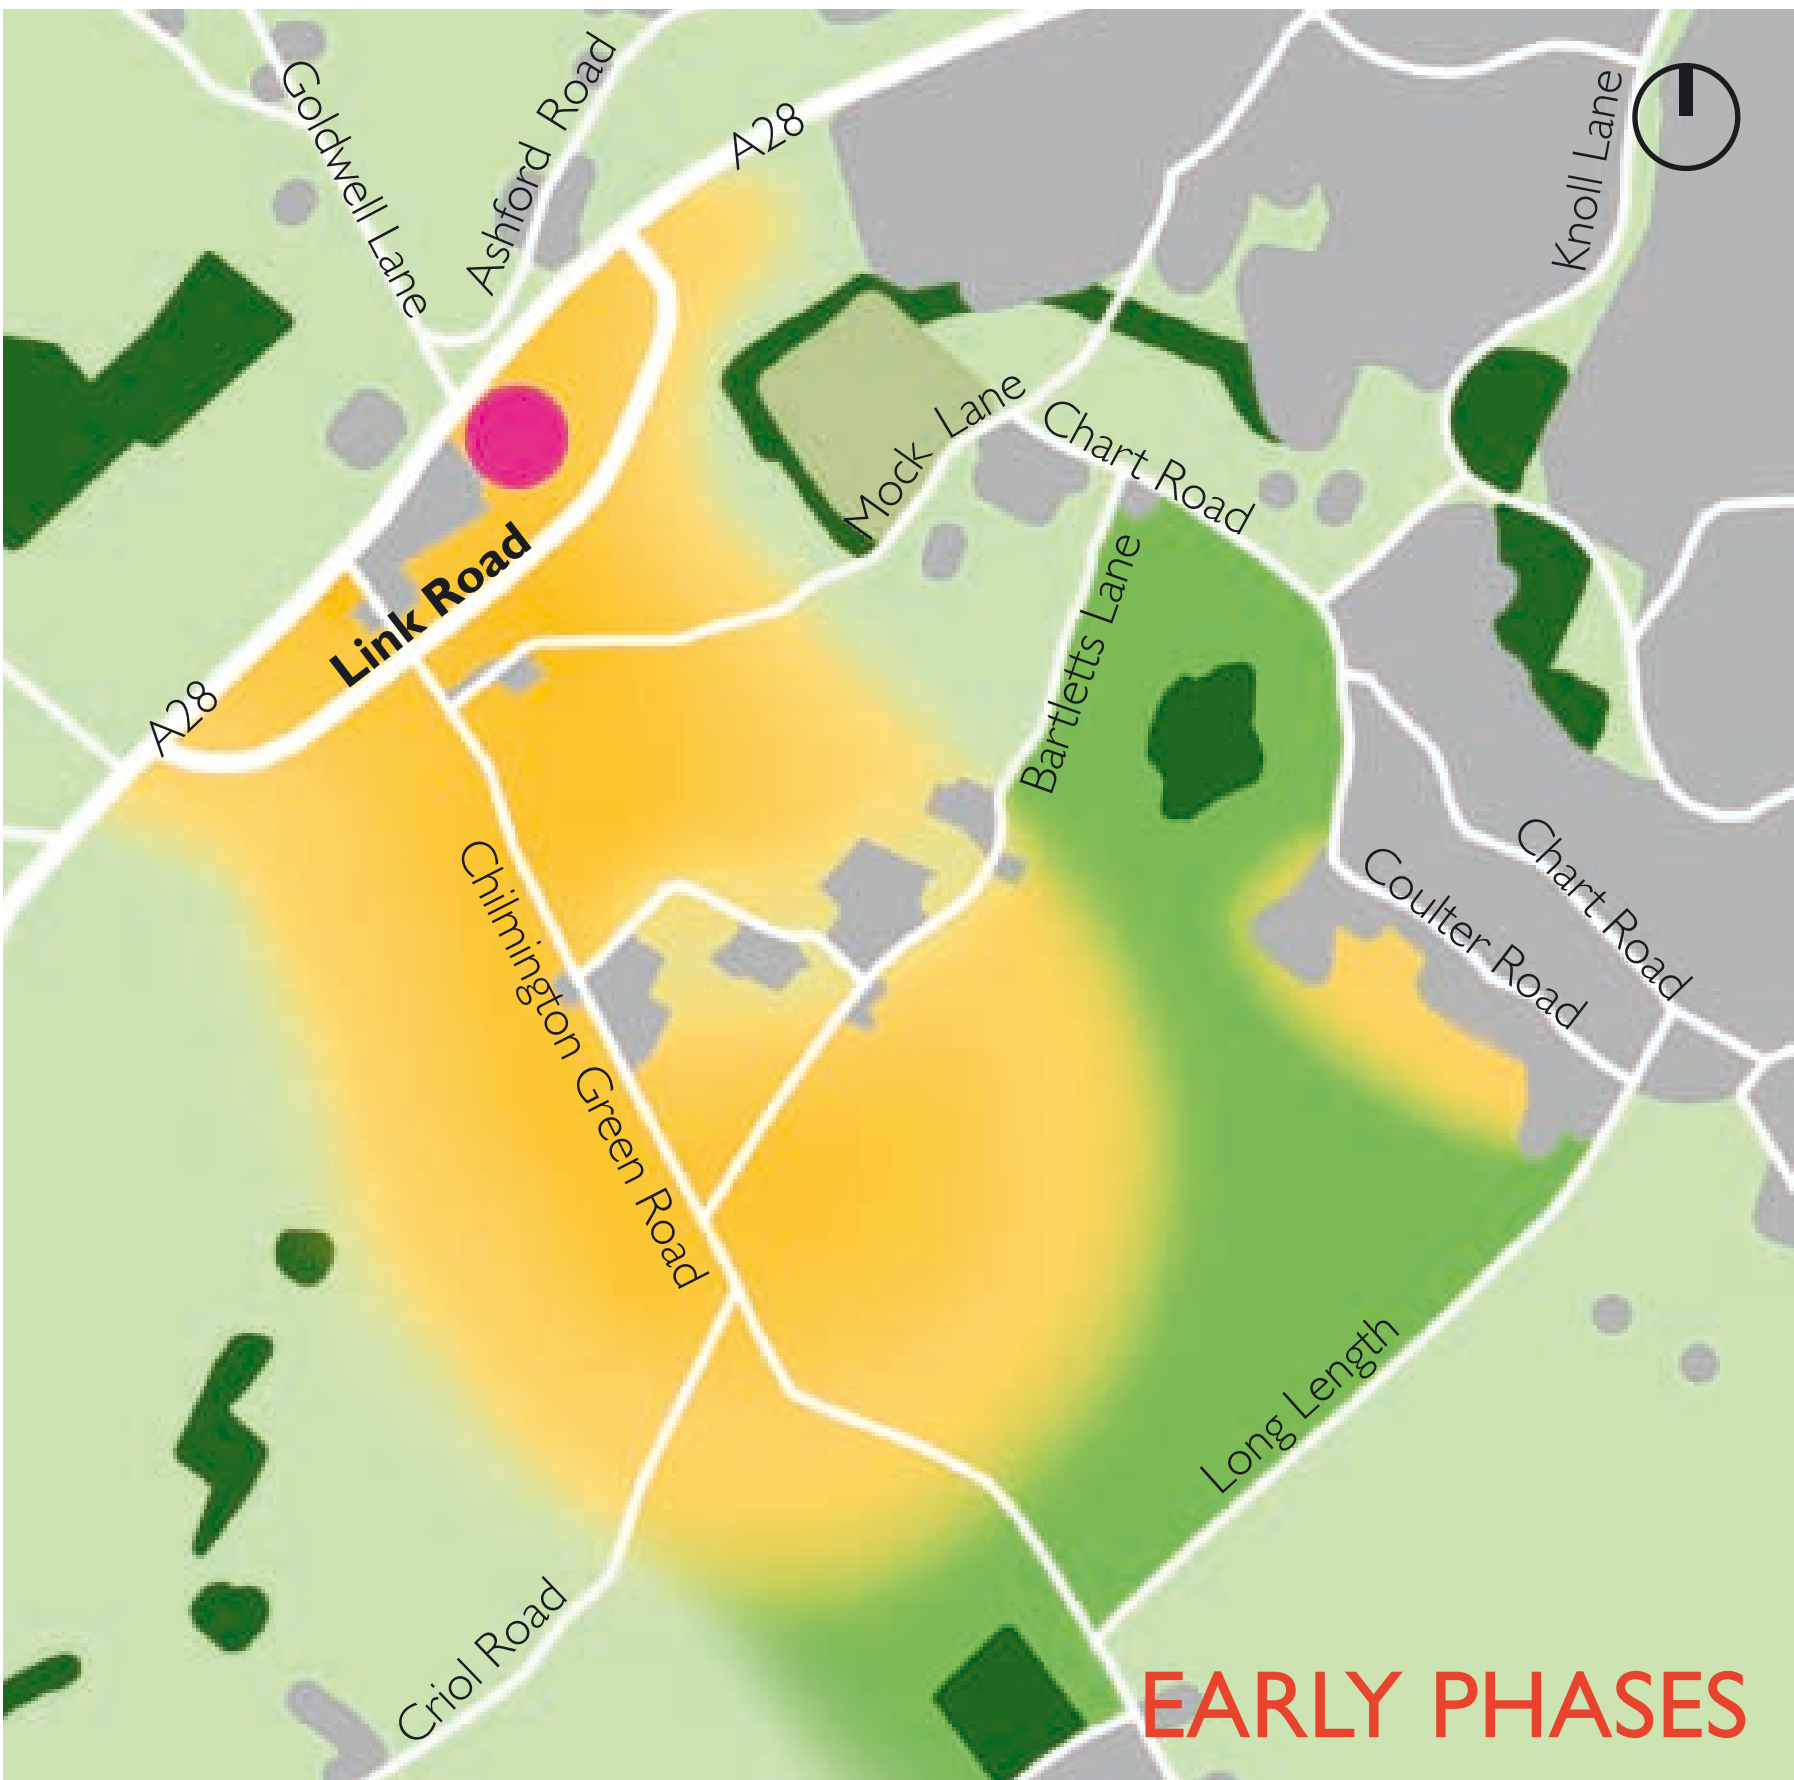 Goldwell Lane
Ashford Road
A28
Knoll Lane
Mock Lane
Chart Road
Link Road
Bartletts Lane
A28
Chilmington Green Road
Coulter Road
Chart Road
Long Length
Criol Road
EARLY PHASES